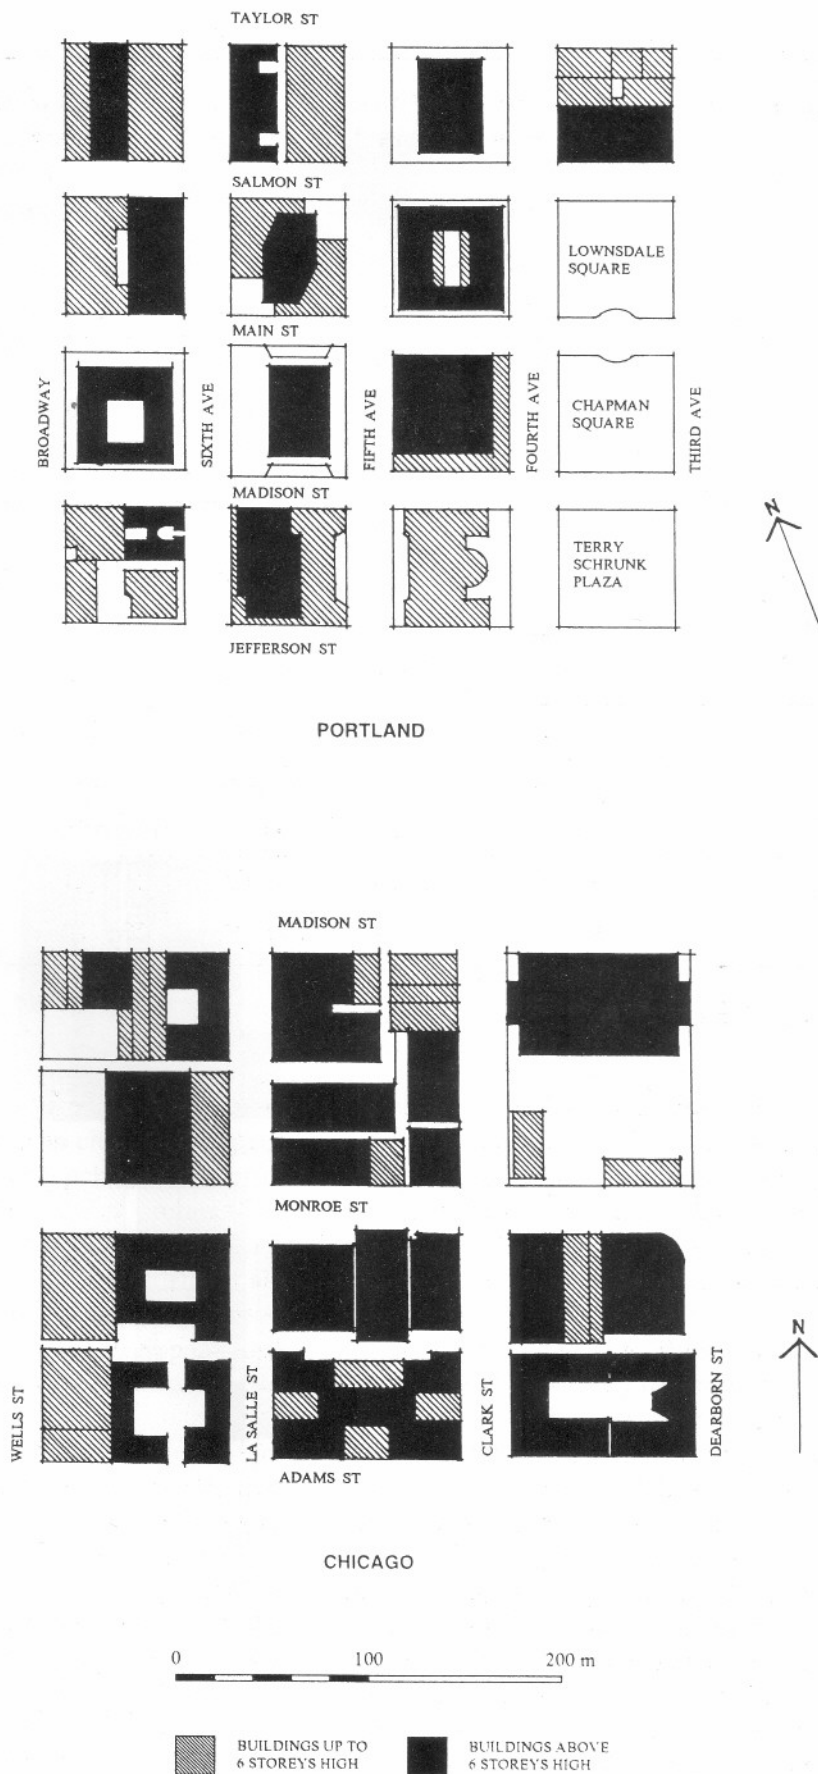 TAYLOR ST
SALMON ST
LOWNSDALE
SQUARE
MAIN ST
BROADWAY
SIXTH AVE
FIFTH AVE
FOURTH AVE
CHAPMAN
SQUARE
THIRD AVE
MADISON ST
N
TERRY
SCHRUNK
PLAZA
JEFFERSON ST
PORTLAND
MADISON ST
MONROE ST
WELLS ST
LA SALLE ST
CLARK ST
DEARBORN ST
N
ADAMS ST
CHICAGO
0 100 200 m
BUILDINGS UP TO
6 STOREYS HIGH
BUILDINGS ABOVE
6 STOREYS HIGH